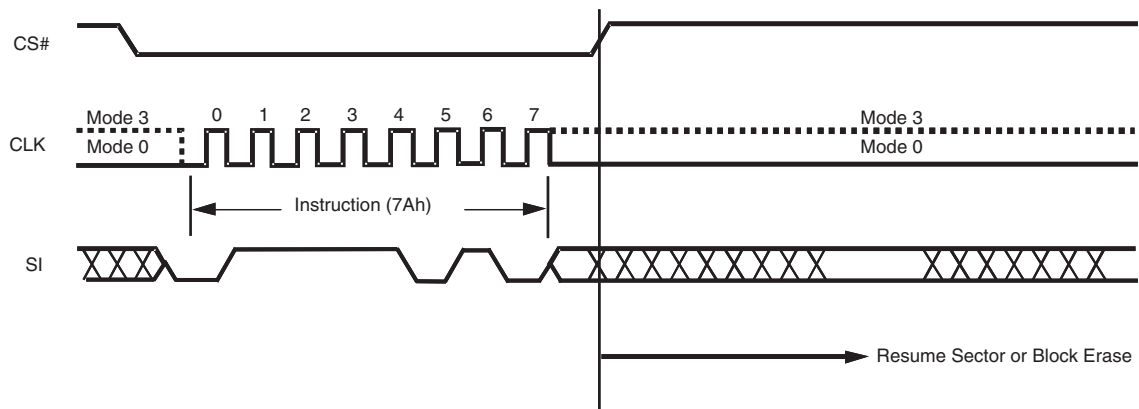 CS#
0 1 2 3 4 5 6 7
Mode 3
Mode 3
CLK
Mode 0
Mode 0
Instruction (7Ah)
SI
Resume Sector or Block Erase